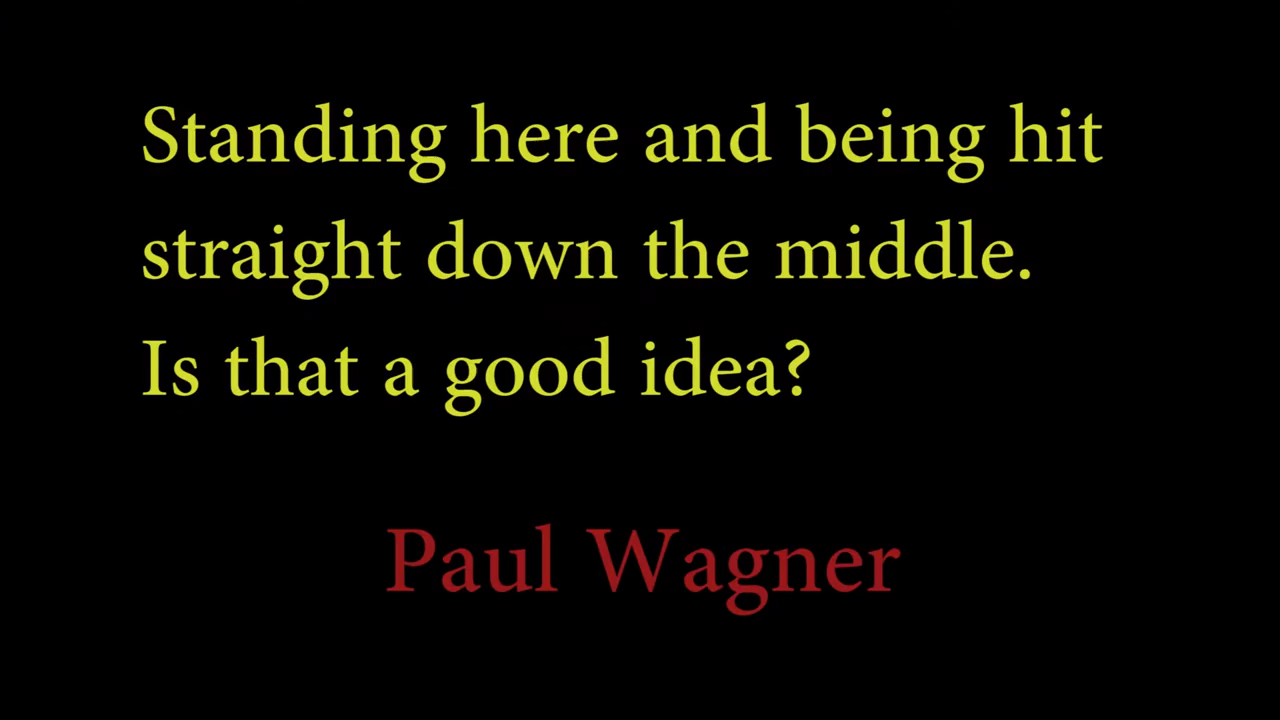 Standing here and being hit
straight down the middle.
Is that a good idea?
Paul Wagner